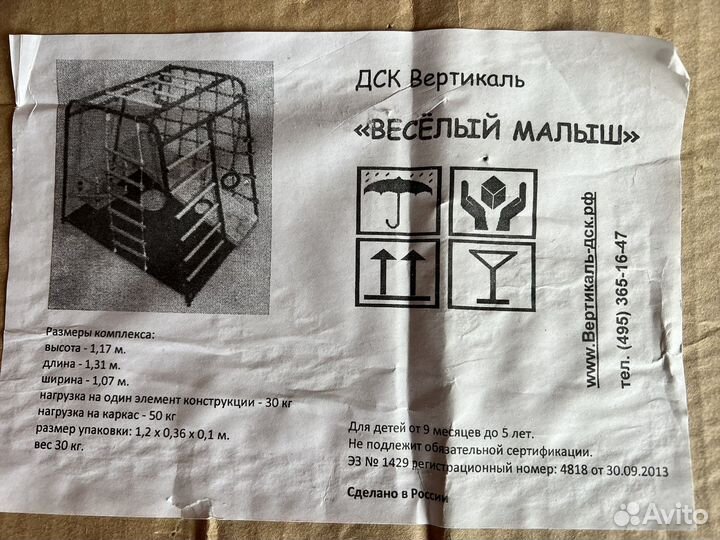 ДСК Вертикаль
«ВЕСЁЛЫЙ МАЛЫШ»
www.Вертикаль-дск.рф
тел. (495) 365-16-47
Размеры комплекса:
высота - 1,17 м.
длина - 1,31 м.
ширина - 1,07 м.
нагрузка на один элемент конструкции - 30 кг
нагрузка на каркас - 50 кг
размер упаковки: 1,2 х 0,36 х 0,1 м.
вес 30 кг.
Для детей от 9 месяцев до 5 лет.
Не подлежит обязательной сертификации.
ЭЗ № 1429 регистрационный номер: 4818 от 30.09.2013
Сделано в России
Avito